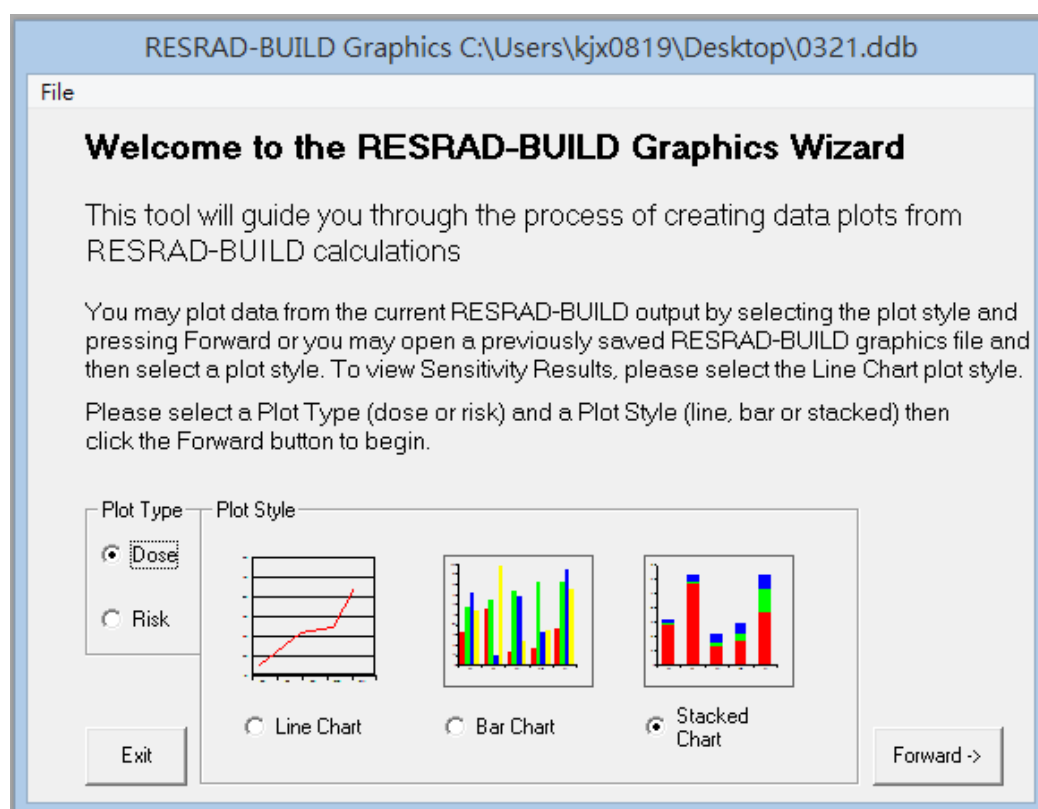 RESRAD-BUILD Graphics C:\Users\kjx0819\Desktop\0321.ddb
File
Welcome to the RESRAD-BUILD Graphics Wizard
This tool will guide you through the process of creating data plots from
RESRAD-BUILD calculations
You may plot data from the current RESRAD-BUILD output by selecting the plot style and
pressing Forward or you may open a previously saved RESRAD-BUILD graphics file and
then select a plot style. To view Sensitivity Results, please select the Line Chart plot style.
Please select a Plot Type (dose or risk) and a Plot Style (line, bar or stacked) then
click the Forward button to begin.
Plot Type
Dose
Risk
Plot Style
Line Chart
Bar Chart
Stacked
Chart
Exit
Forward ->